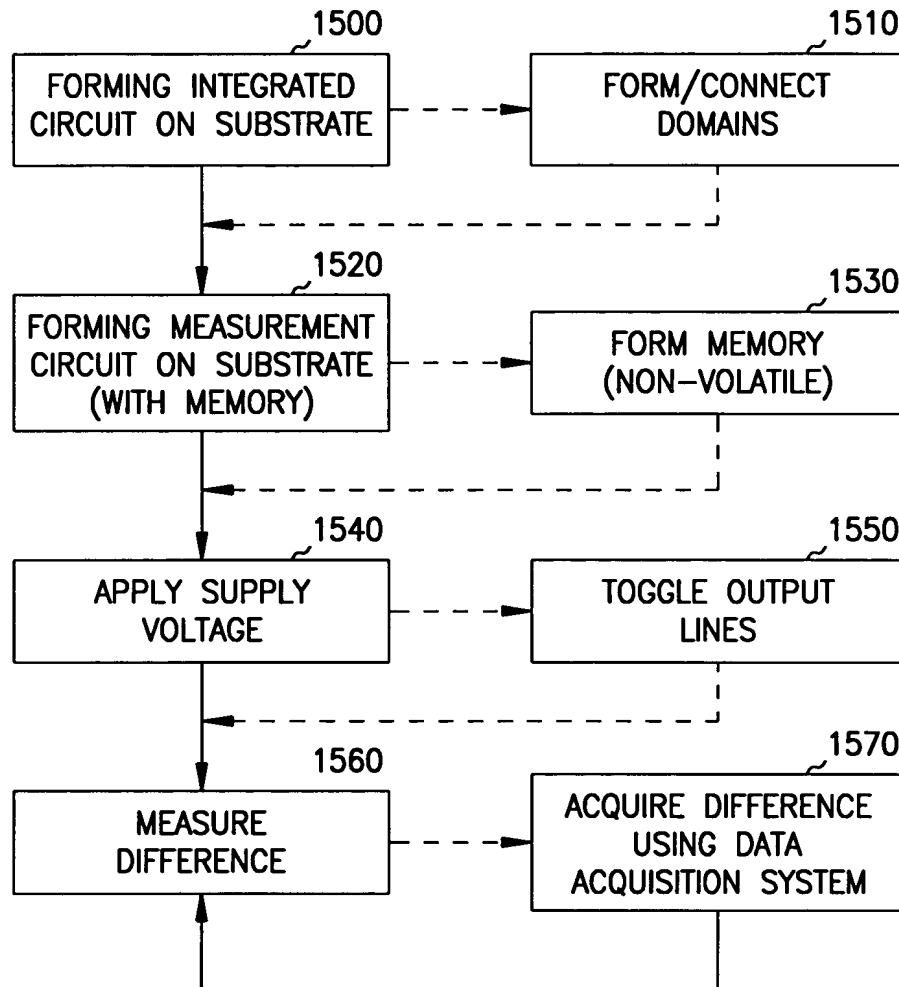 1500
FORMING INTEGRATED
CIRCUIT ON SUBSTRATE
1510
FORM/CONNECT
DOMAINS
1520
FORMING MEASUREMENT
CIRCUIT ON SUBSTRATE
(WITH MEMORY)
1530
FORM MEMORY
(NON-VOLATILE)
1540
APPLY SUPPLY
VOLTAGE
1550
TOGGLE OUTPUT
LINES
1560
MEASURE
DIFFERENCE
1570
ACQUIRE DIFFERENCE
USING DATA
ACQUISITION SYSTEM